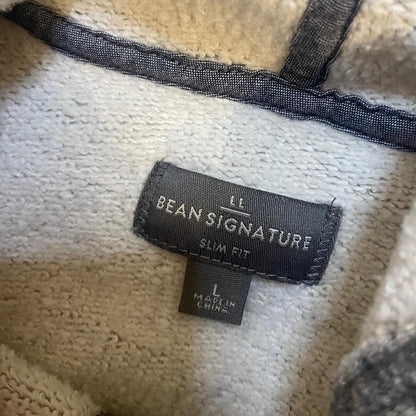 LL
BEAN SIGNATURE
SLIM FIT
L
MADE IN
CHINA